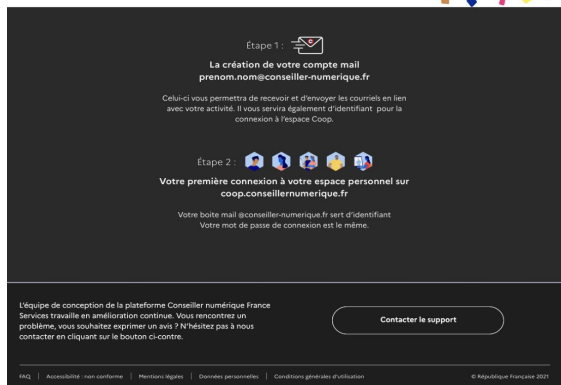 Étape 1 :
La création de votre compte mail
prenom.nom@conseiller-numerique.fr
Celui-ci vous permettra de recevoir et d'envoyer les courriels en lien
avec votre activité. Il vous servira également d'identifiant pour la
connexion à l'espace Coop.
Étape 2 :
Votre première connexion à votre espace personnel sur
coop.conseillernumerique.fr
Votre boite mail @conseiller-numerique.fr sert d'identifiant
Votre mot de passe de connexion est le même.
L'équipe de conception de la plateforme Conseiller numérique France
Services travaille en amélioration continue. Vous rencontrez un
problème, vous souhaitez exprimer un avis ? N'hésitez pas à nous
contacter en cliquant sur le bouton ci-contre.
Contacter le support
FAQ | Accessibilité : non conforme | Mentions légales | Données personnelles | Conditions générales d'utilisation © République Française 2021